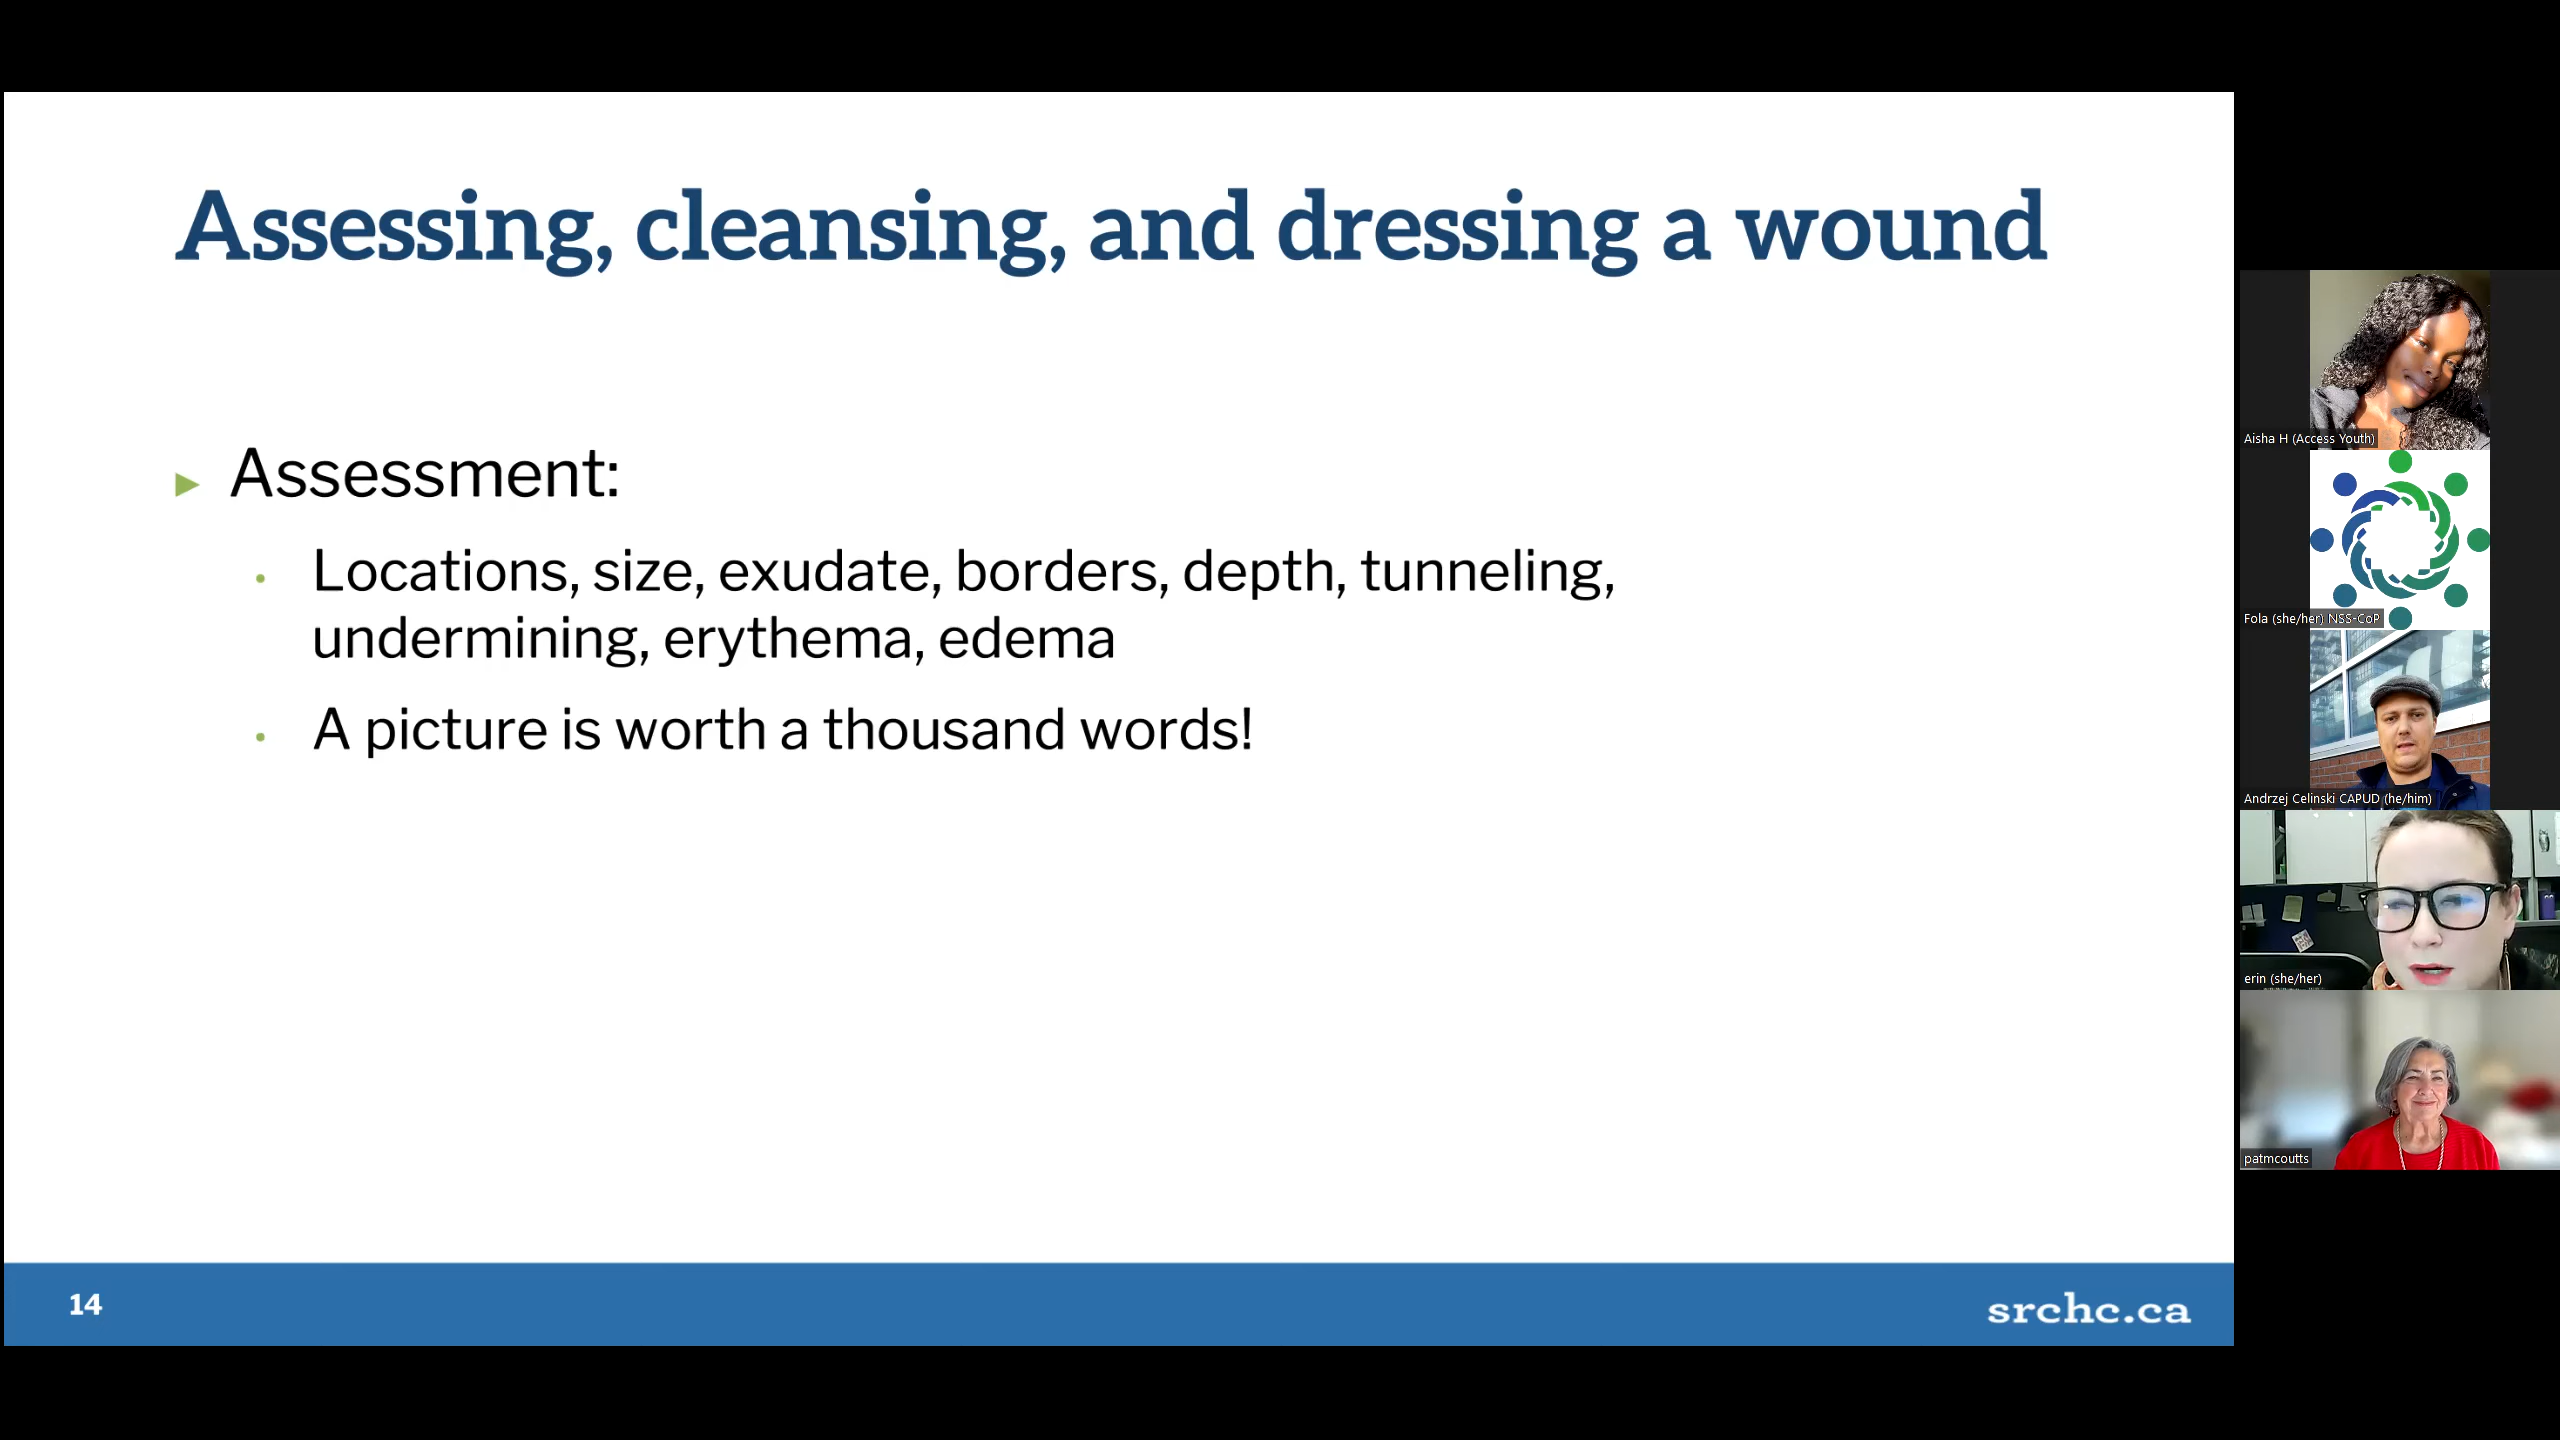 Assessing, cleansing, and dressing a wound
Assessment:
Locations, size, exudate, borders, depth, tunneling,
undermining, erythema, edema
A picture is worth a thousand words!
14
srchc.ca
Aisha H (Access Youth)
Fola (she/her) NSS-CoP
Andrzej Celinski CAPUD (he/him)
erin (she/her)
patmcoutts